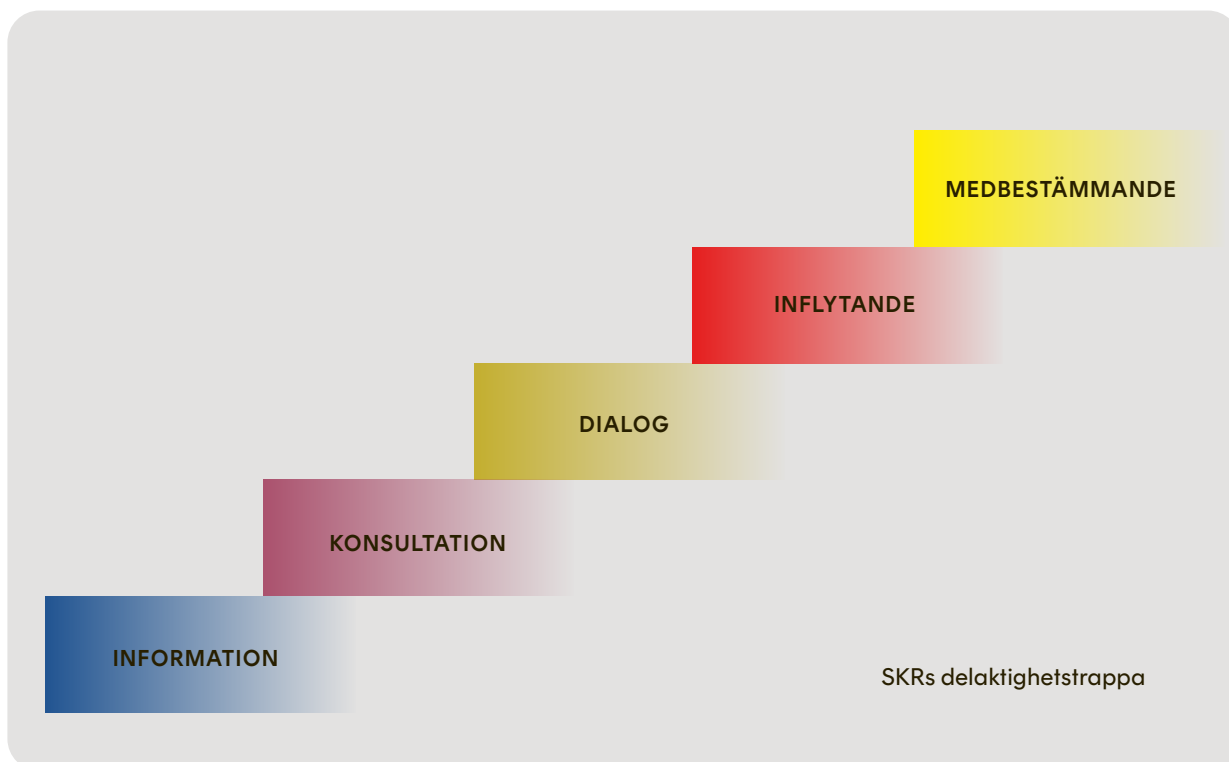 MEDBESTÄMMANDE
INFLYTANDE
DIALOG
KONSULTATION
INFORMATION
SKRs delaktighetstrappa